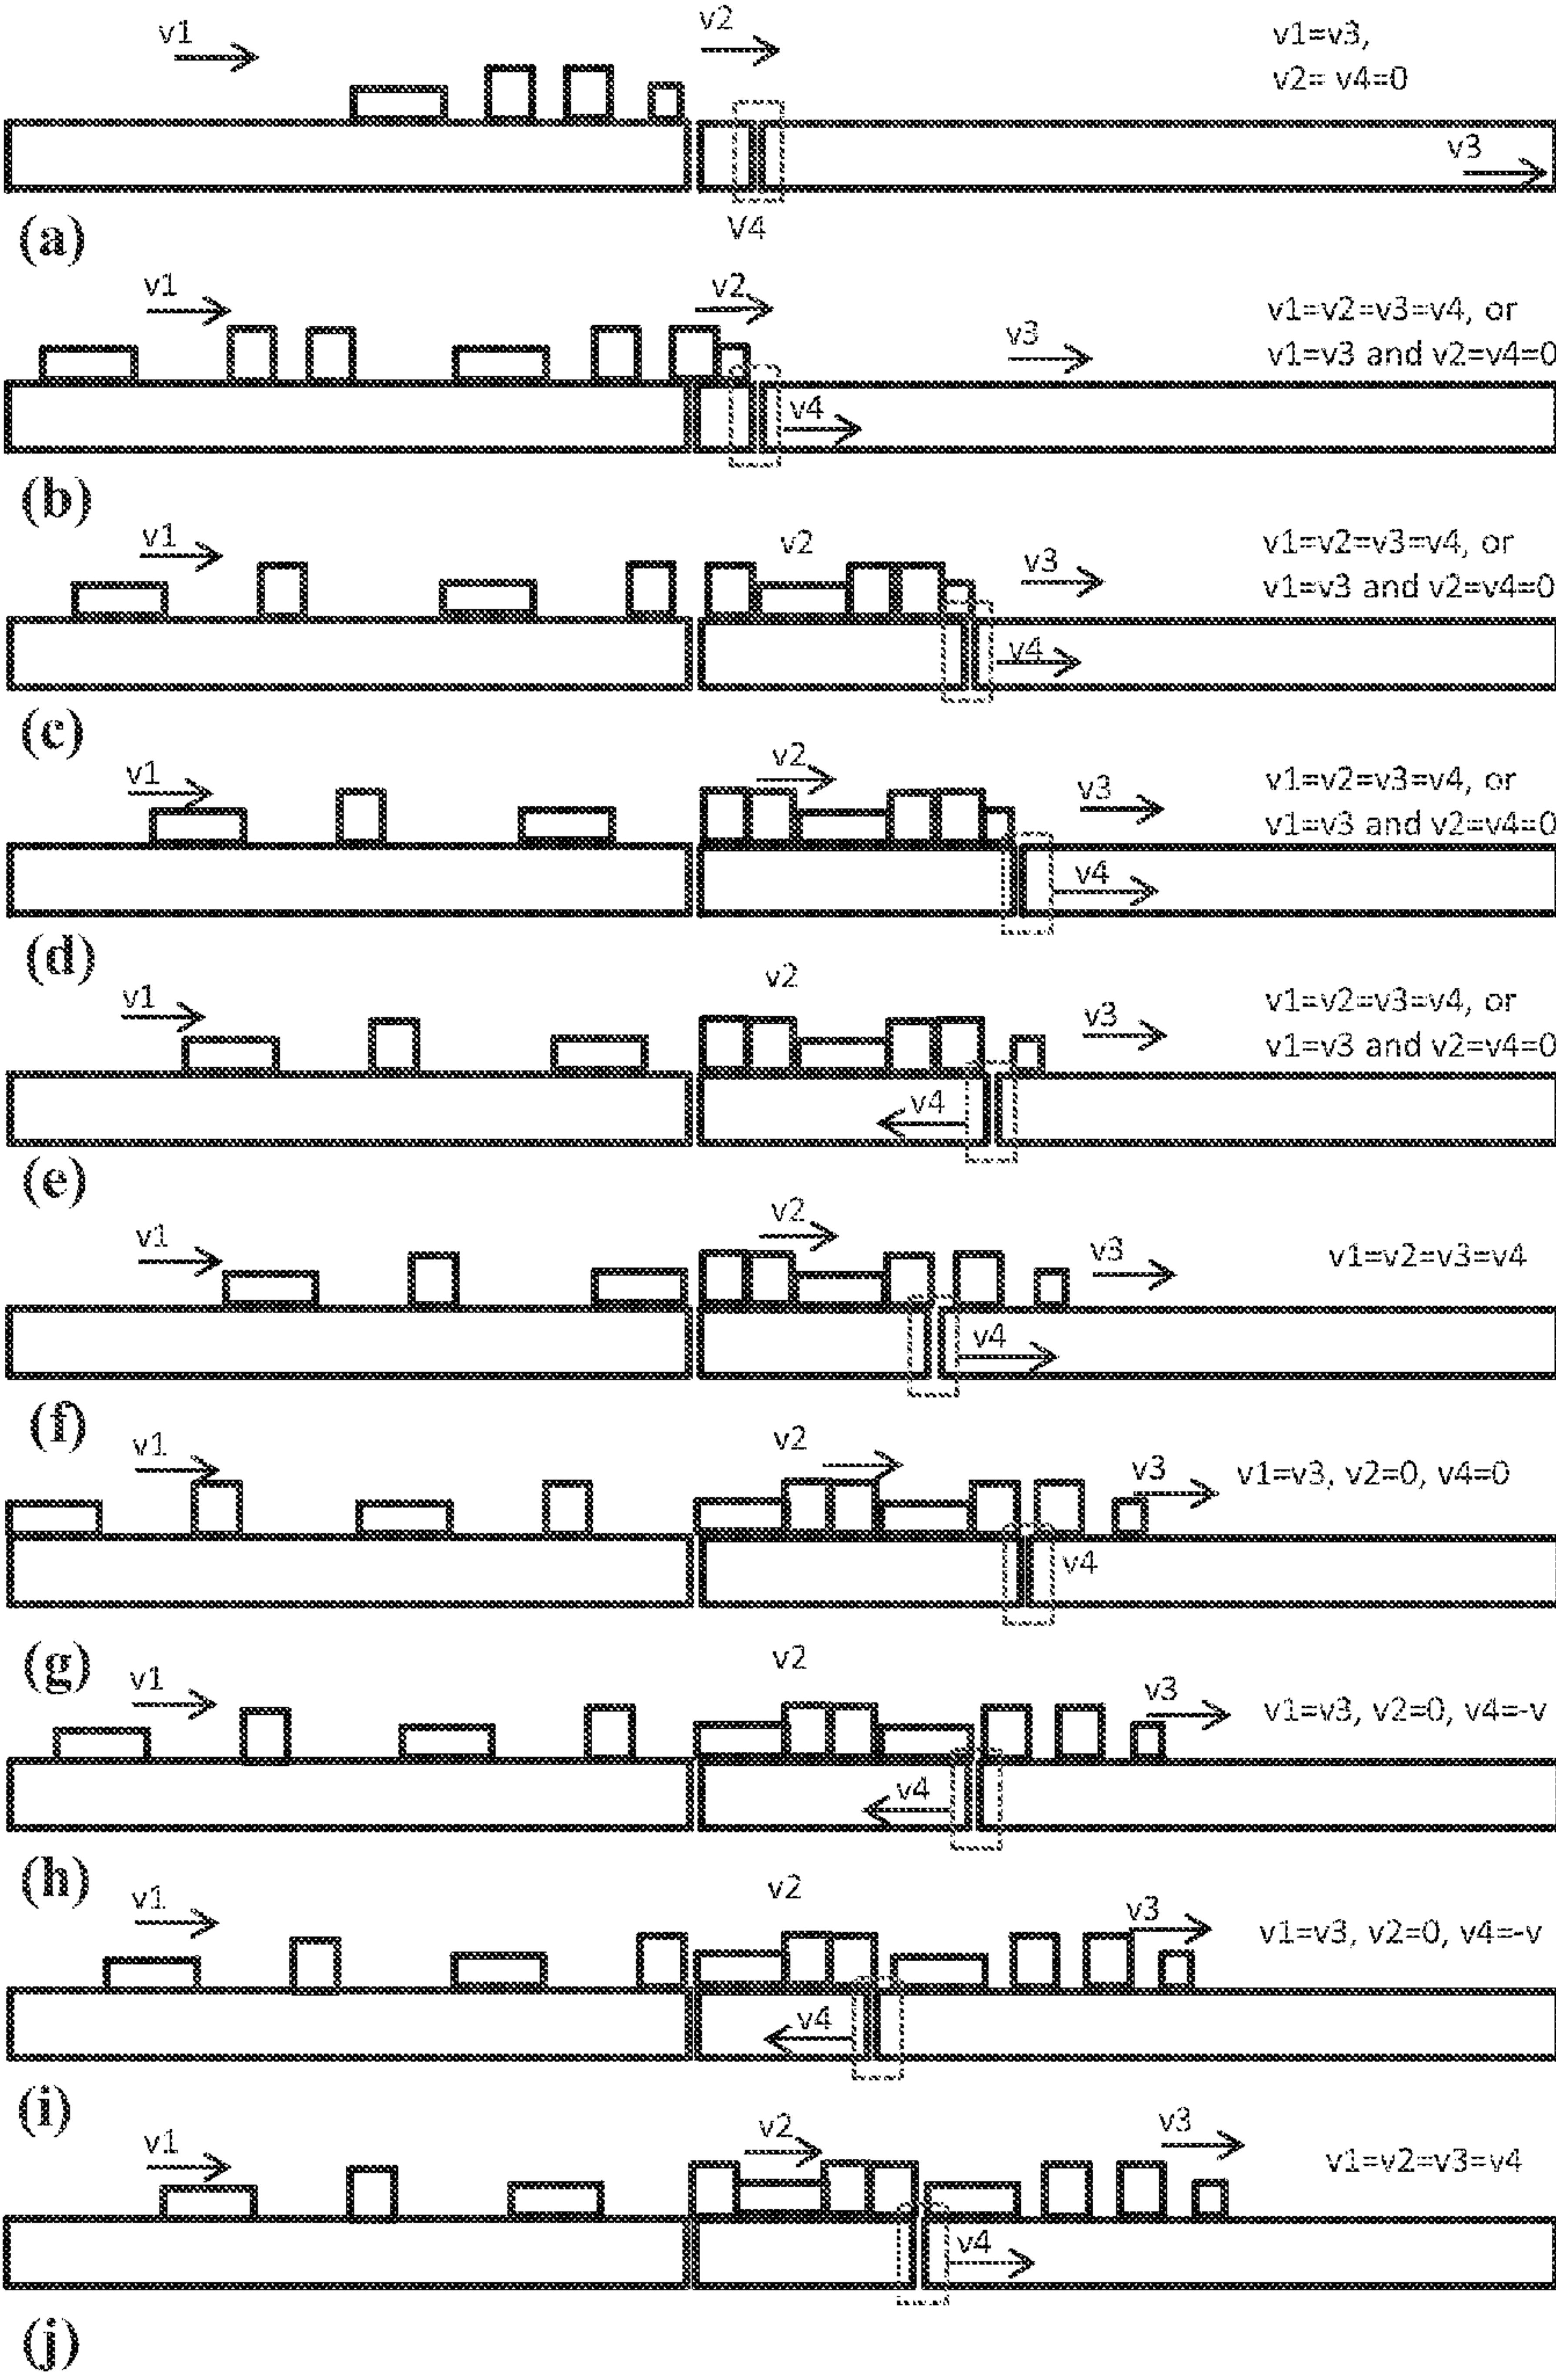 v1
v2
v1=v3,
v2= v4=0
v3
V4
(a)
v1
v2
v3
v1=v2=v3=v4, or
v1=v3 and v2=v4=0
v4
(b)
v1
v2
v3
v1=v2=v3=v4, or
v1=v3 and v2=v4=0
v4
(c)
v1
v2
v3
v1=v2=v3=v4, or
v1=v3 and v2=v4=0
v4
(d)
v1
v2
v3
v1=v2=v3=v4, or
v1=v3 and v2=v4=0
v4
(e)
v1
v2
v3
v1=v2=v3=v4
v4
(f)
v1
v2
v3
v1=v3, v2=0, v4=0
v4
(g)
v1
v2
v3
v1=v3, v2=0, v4=-v
v4
(h)
v1
v2
v3
v1=v3, v2=0, v4=-v
v4
(i)
v1
v2
v3
v1=v2=v3=v4
v4
(j)